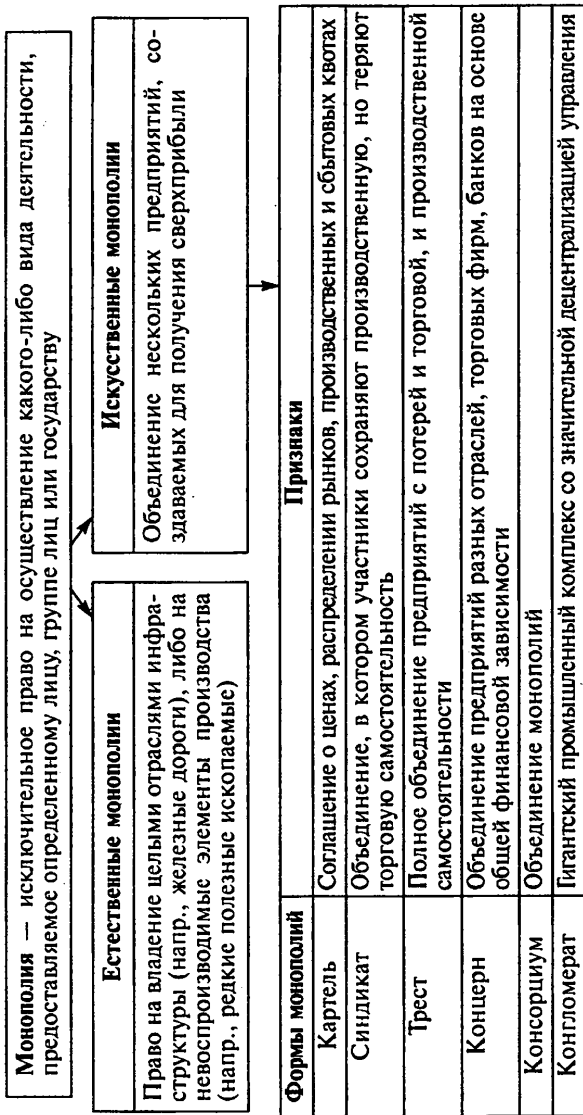 Монополия — исключительное право на осуществление какого-либо вида деятельности,
предоставляемое определенному лицу, группе лиц или государству
Естественные монополии
Право на владение целыми отраслями инфра-
структуры (напр., железные дороги), либо на
невоспроизводимые элементы производства
(напр., редкие полезные ископаемые)
Искусственные монополии
Объединение нескольких предприятий, со-
здаваемых для получения сверхприбыли
Формы монополий
Признаки
Картель
Соглашение о ценах, распределении рынков, производственных и сбытовых квотах
Синдикат
Объединение, в котором участники сохраняют производственную, но теряют
торговую самостоятельность
Трест
Полное объединение предприятий с потерей и торговой, и производственной
самостоятельности
Концерн
Объединение предприятий разных отраслей, торговых фирм, банков на основе
общей финансовой зависимости
Консорциум
Объединение монополий
Конгломерат
Гигантский промышленный комплекс со значительной децентрализацией управления